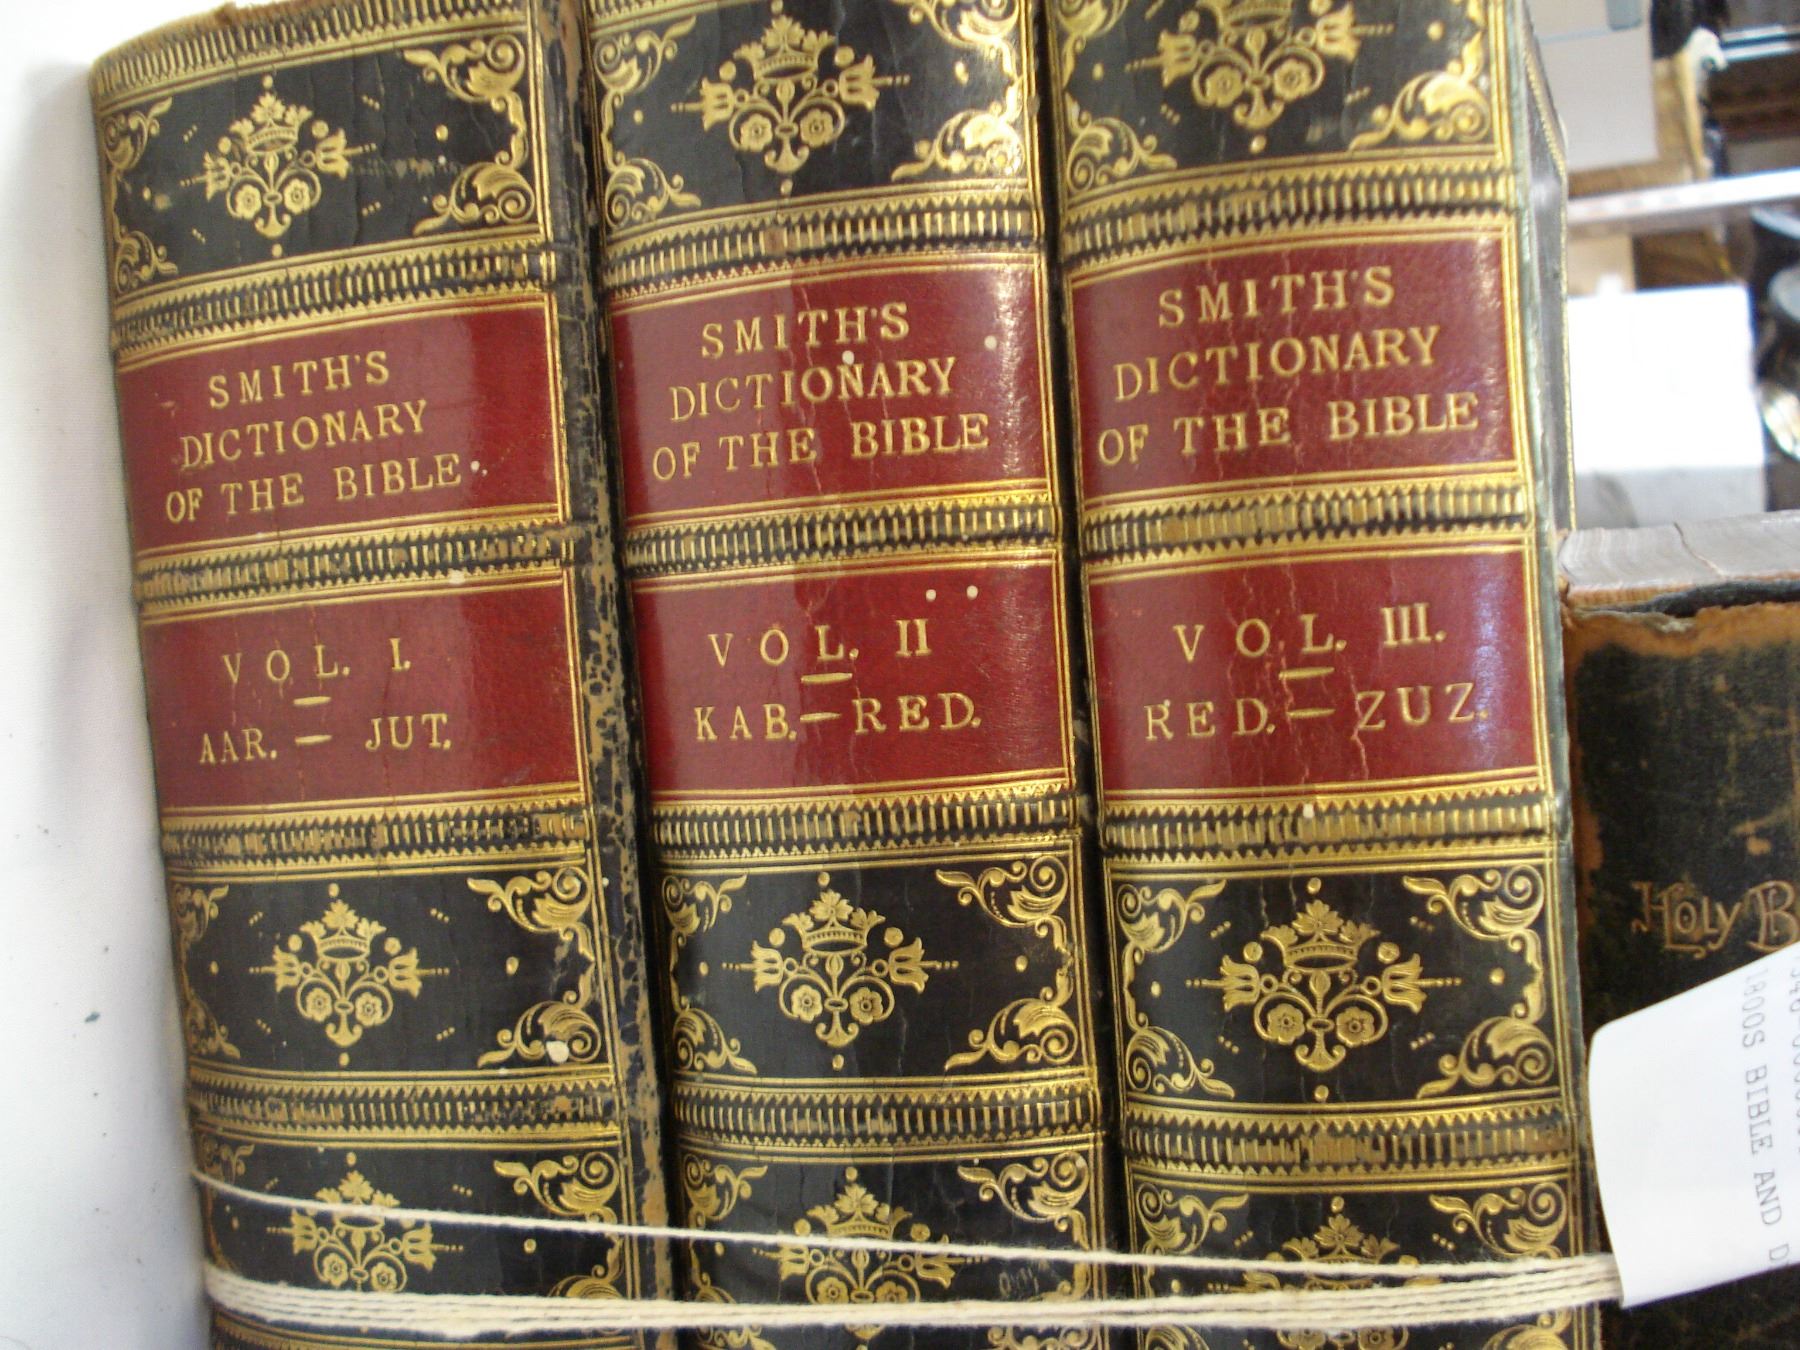 SMITH'S
DICTIONARY
OF THE BIBLE
VOL. I.
AAR. — JUT.
SMITH'S
DICTIONARY
OF THE BIBLE
VOL. II
KAB. — RED.
SMITH'S
DICTIONARY
OF THE BIBLE
VOL. III.
RED. — ZUZ.
HOLY B
1800S BIBLE AND D